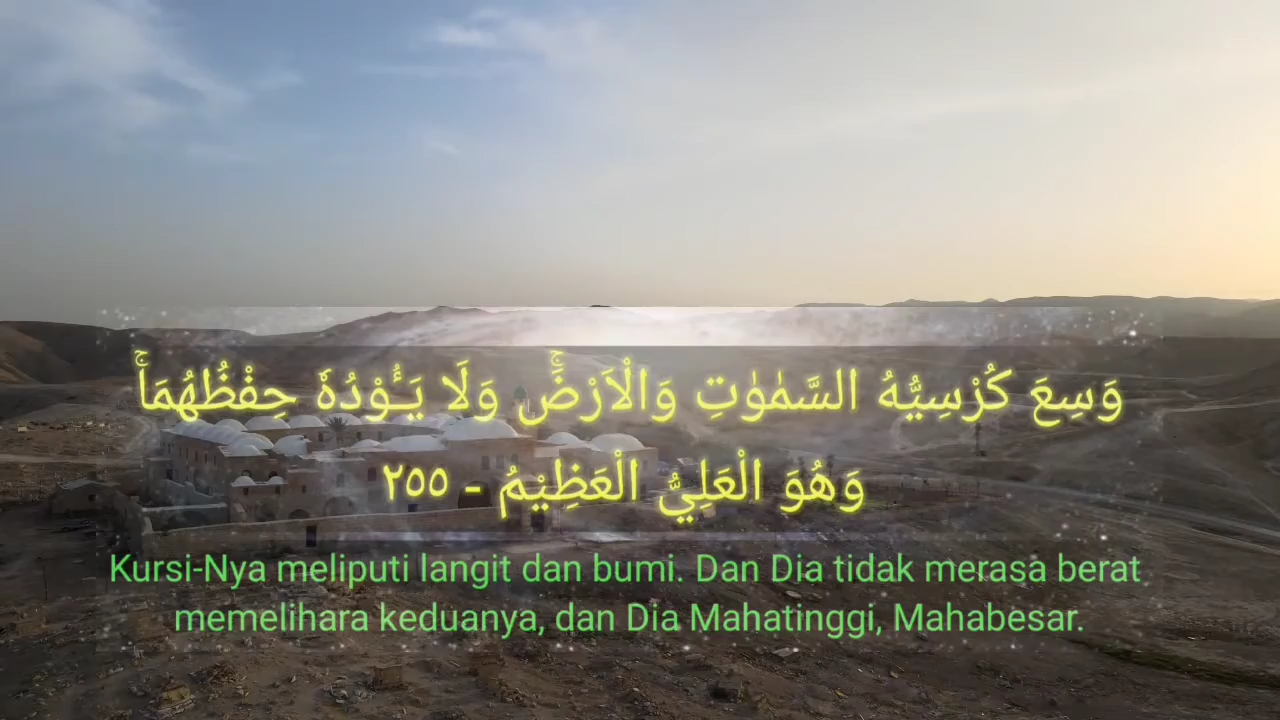 وَسِعَ كُرْسِيُّهُ السَّمٰوٰتِ وَالْاَرْضَۚ وَلَا يَـُٔوْدُهٗ حِفْظُهُمَاۚ
وَهُوَ الْعَلِيُّ الْعَظِيْمُ - ٢٥٥
Kursi-Nya meliputi langit dan bumi. Dan Dia tidak merasa berat
memelihara keduanya, dan Dia Mahatinggi, Mahabesar.